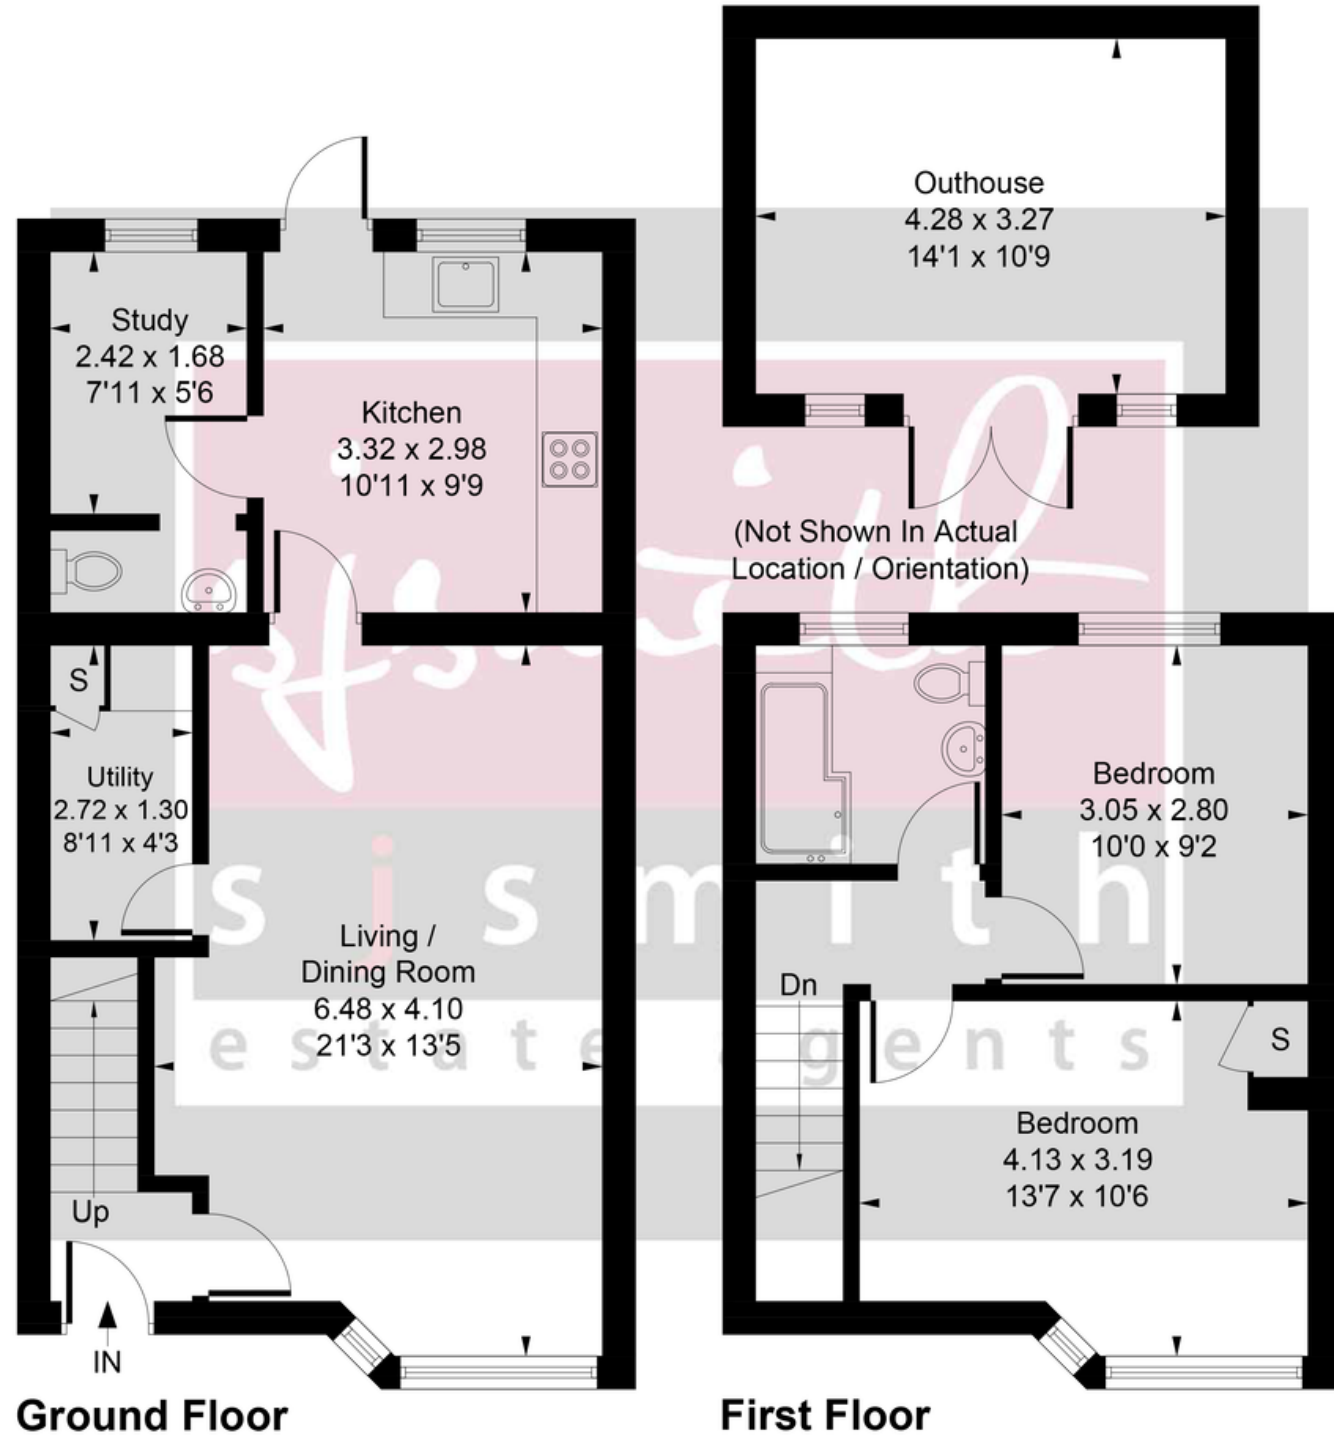 Outhouse
4.28 x 3.27
14'1 x 10'9
(Not Shown In Actual
Location / Orientation)
Study
2.42 x 1.68
7'11 x 5'6
Kitchen
3.32 x 2.98
10'11 x 9'9
S
Utility
2.72 x 1.30
8'11 x 4'3
Living /
Dining Room
6.48 x 4.10
21'3 x 13'5
Up
IN
Ground Floor
Bedroom
3.05 x 2.80
10'0 x 9'2
Dn
S
Bedroom
4.13 x 3.19
13'7 x 10'6
First Floor
sjsmith
sjsmith
estate agents